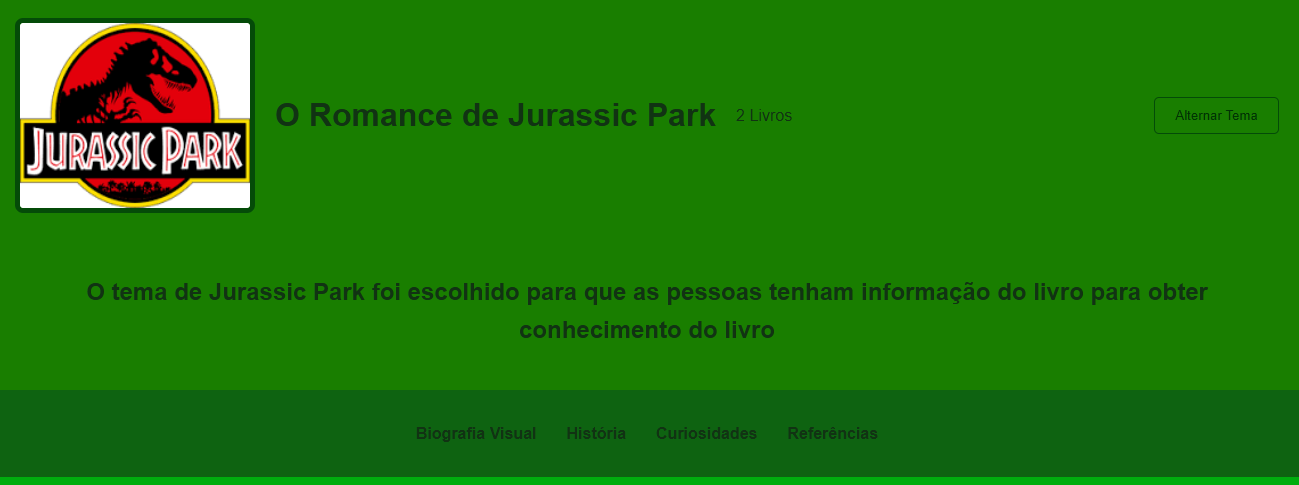 JURASSIC PARK
O Romance de Jurassic Park
2 Livros
Alternar Tema
O tema de Jurassic Park foi escolhido para que as pessoas tenham informação do livro para obter
conhecimento do livro
Biografia Visual História Curiosidades Referências